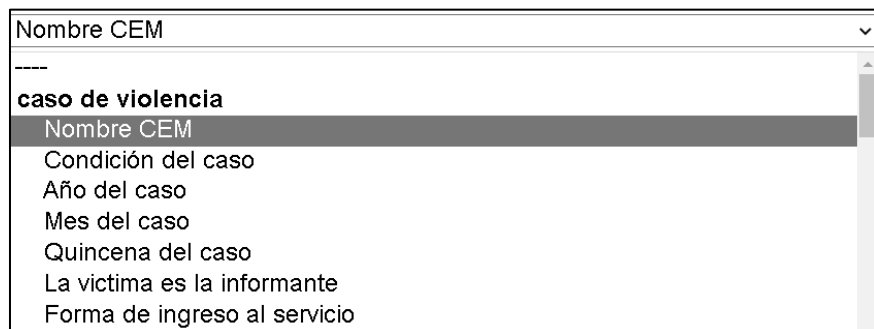 Nombre CEM
----
caso de violencia
Nombre CEM
Condición del caso
Año del caso
Mes del caso
Quincena del caso
La victima es la informante
Forma de ingreso al servicio